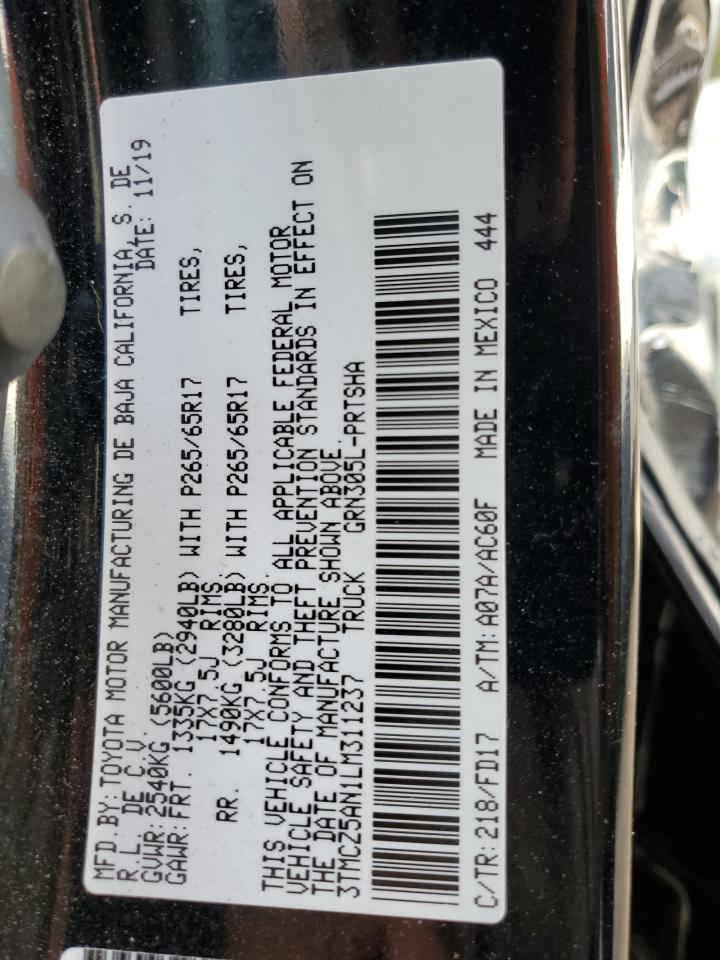 MFD.BY:TOYOTA MOTOR MANUFACTURING DE BAJA CALIFORNIA, S. DE
R.L. DE C.V. DATE: 11/19
GVWR:2540KG (5600LB)
GAWR:FRT. 1335KG (2940LB) WITH P265/65R17 TIRES,
17X7.5J RIMS.
RR. 1490KG (3280LB) WITH P265/65R17 TIRES,
17X7.5J RIMS.
THIS VEHICLE CONFORMS TO ALL APPLICABLE FEDERAL MOTOR
VEHICLE SAFETY AND THEFT PREVENTION STANDARDS IN EFFECT ON
THE DATE OF MANUFACTURE SHOWN ABOVE.
3TMCZ5AN1LM311237 TRUCK GRN305L-PRTSHA
C/TR:218/FD17 A/TM:A07A/AC60F MADE IN MEXICO 444